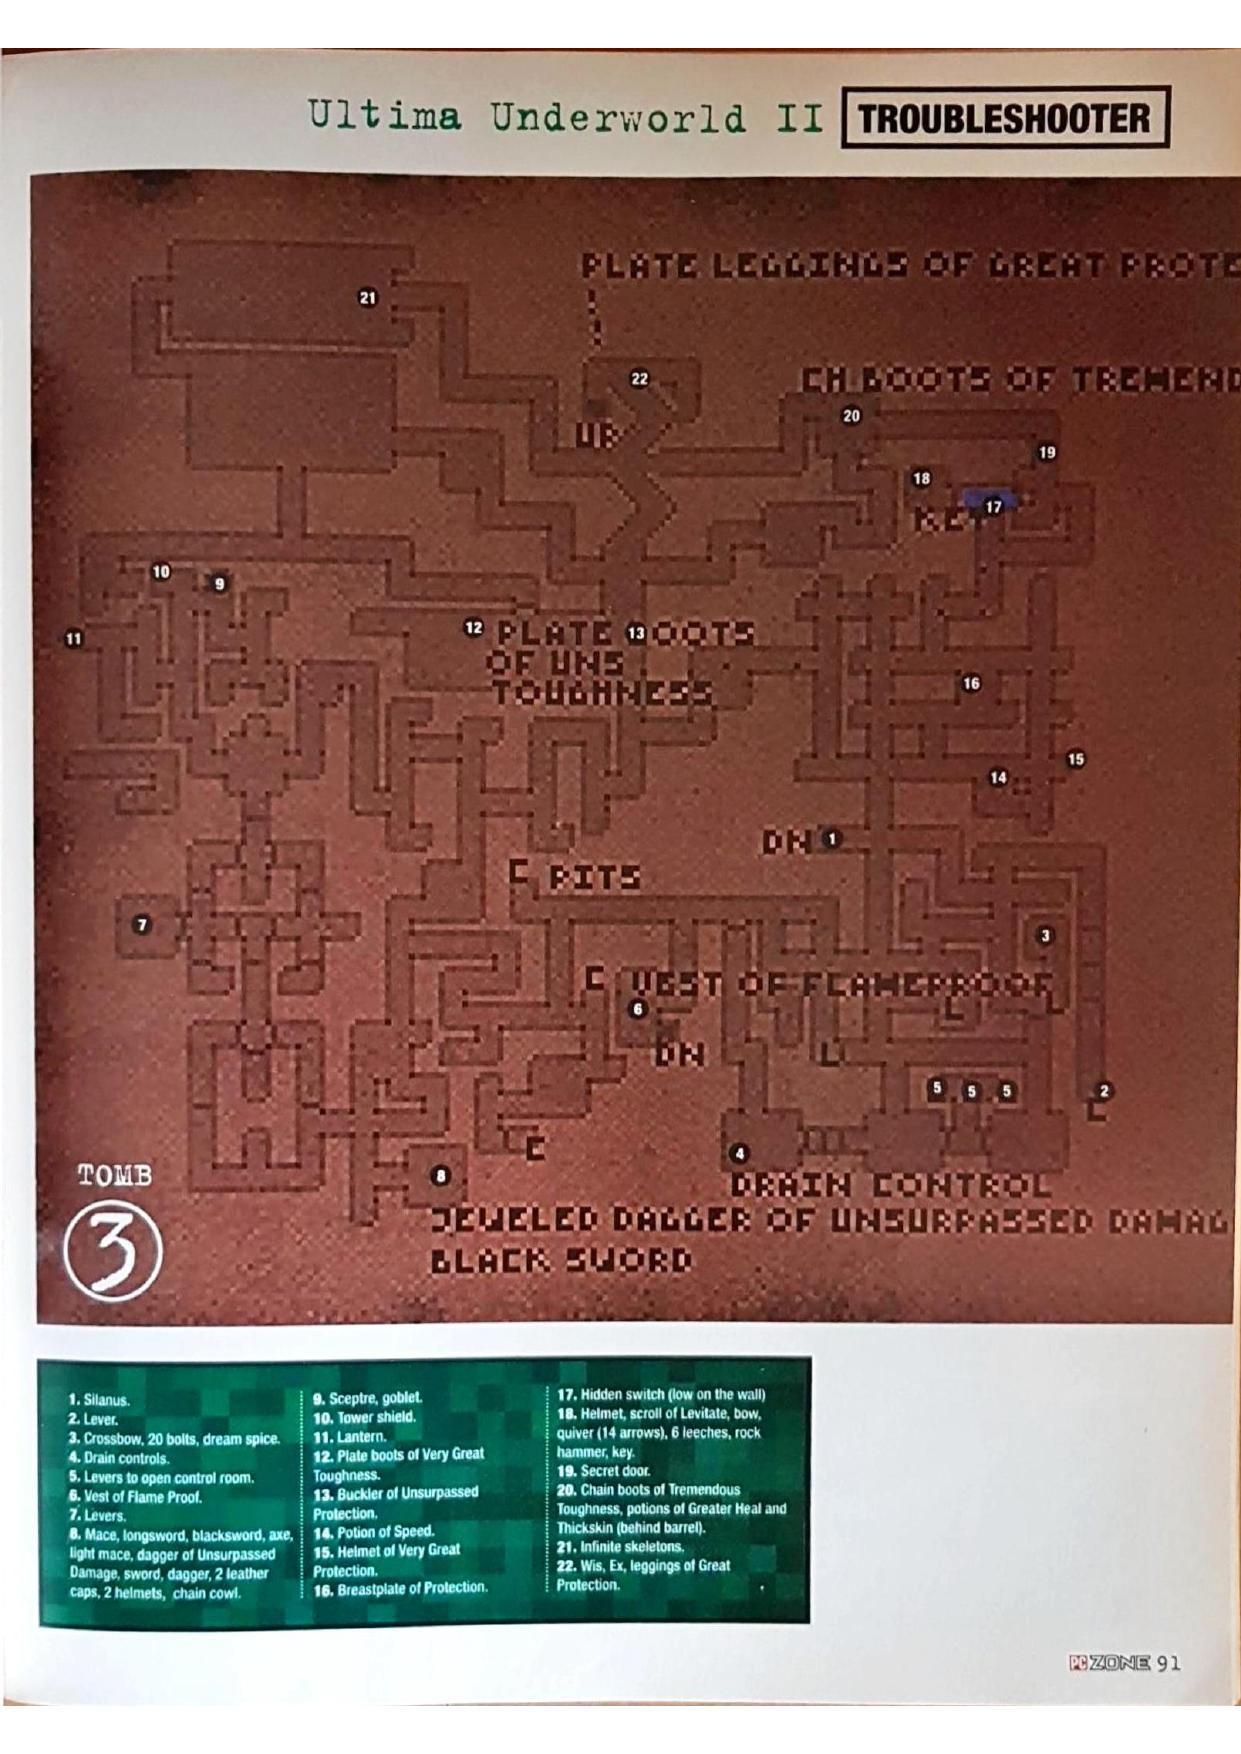 Ultima Underworld II TROUBLESHOOTER
PLATE LEGGINGS OF GREAT PROTE
21
22
CH BOOTS OF TREMEND
20
UP
19
18
17
10
9
11
12 PLATE 13 OOTS
OF UNS
TOUGHNESS
16
15
14
DN 1
C PITS
7
3
C VEST OF FLAMEPROOF
6
DN
5 5 5
2
C
C
4
8
DRAIN CONTROL
TOMB
3
JEWELED DAGGER OF UNSURPASSED DAMAG
BLACK SWORD
1. Silanus.
2. Lever.
3. Crossbow, 20 bolts, dream spice.
4. Drain controls.
5. Levers to open control room.
6. Vest of Flame Proof.
7. Levers.
8. Mace, longsword, blacksword, axe,
light mace, dagger of Unsurpassed
Damage, sword, dagger, 2 leather
caps, 2 helmets, chain cowl.
9. Sceptre, goblet.
10. Tower shield.
11. Lantern.
12. Plate boots of Very Great
Toughness.
13. Buckler of Unsurpassed
Protection.
14. Potion of Speed.
15. Helmet of Very Great
Protection.
16. Breastplate of Protection.
17. Hidden switch (low on the wall)
18. Helmet, scroll of Levitate, bow,
quiver (14 arrows), 6 leeches, rock
hammer, key.
19. Secret door.
20. Chain boots of Tremendous
Toughness, potions of Greater Heal and
Thickskin (behind barrel).
21. Infinite skeletons.
22. Wis, Ex, leggings of Great
Protection.
PC ZONE 91